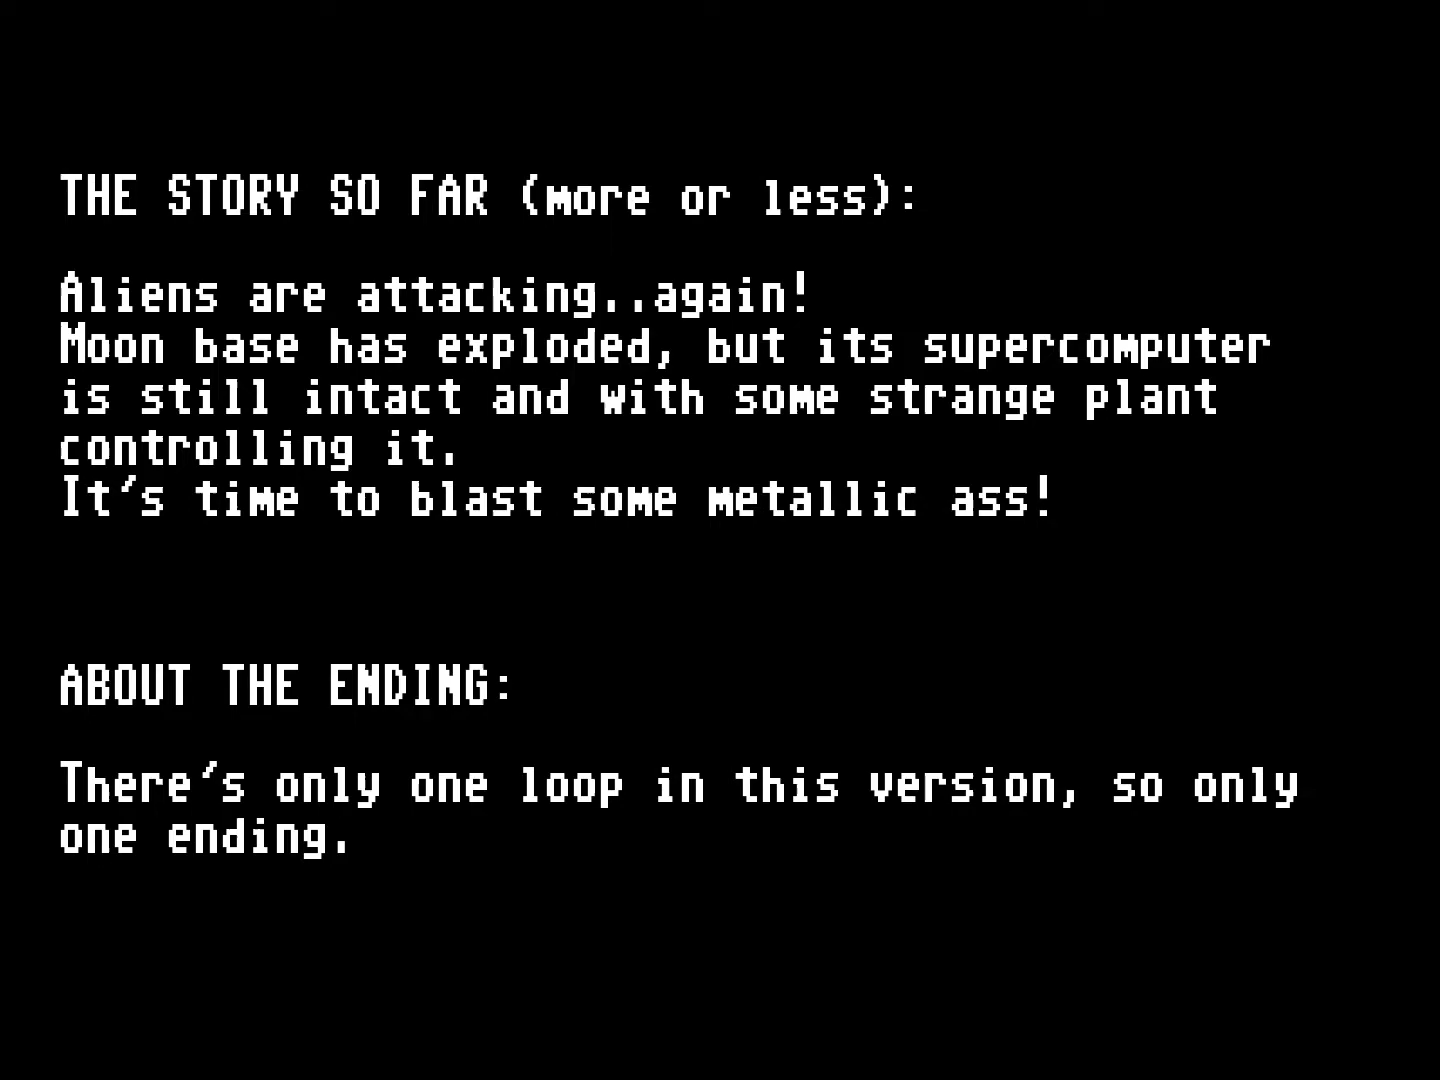 THE STORY SO FAR (more or less):
Aliens are attacking..again!
Moon base has exploded, but its supercomputer
is still intact and with some strange plant
controlling it.
It's time to blast some metallic ass!
ABOUT THE ENDING:
There's only one loop in this version, so only
one ending.